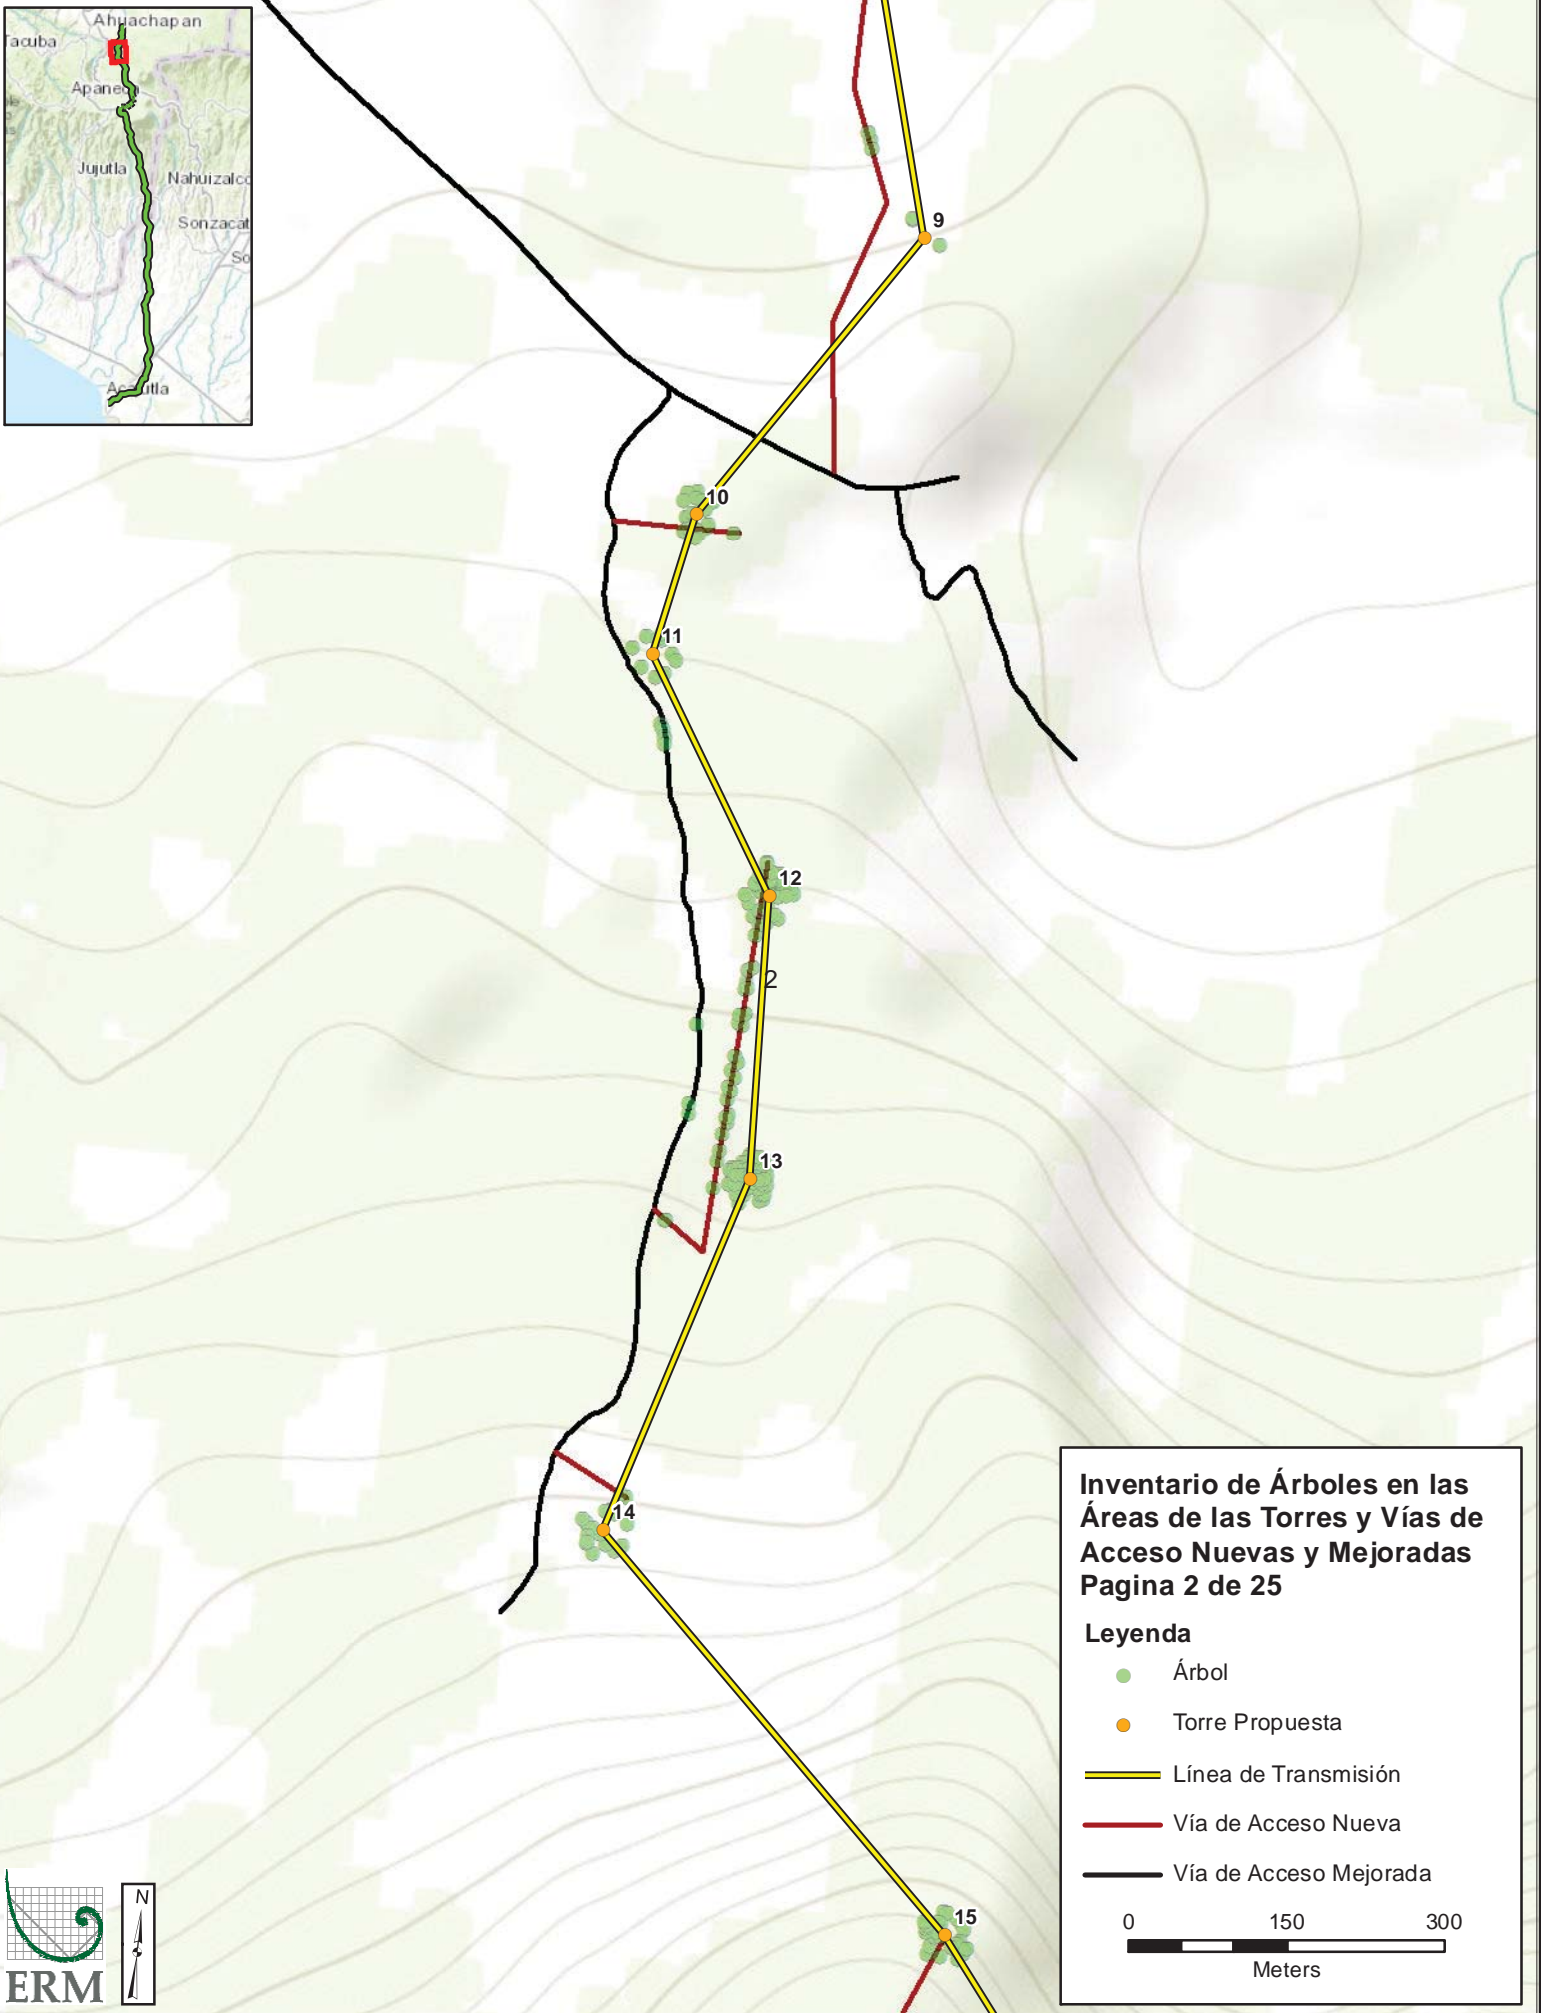 Ahuachapan
Tacuba
Jujutla
Nahuizalco
9
10
11
12
2
13
14
15
Inventario de Árboles en las
Áreas de las Torres y Vías de
Acceso Nuevas y Mejoradas
Pagina 2 de 25
Leyenda
Árbol
Torre Propuesta
Línea de Transmisión
Vía de Acceso Nueva
Vía de Acceso Mejorada
0 150 300
Meters
N
ERM